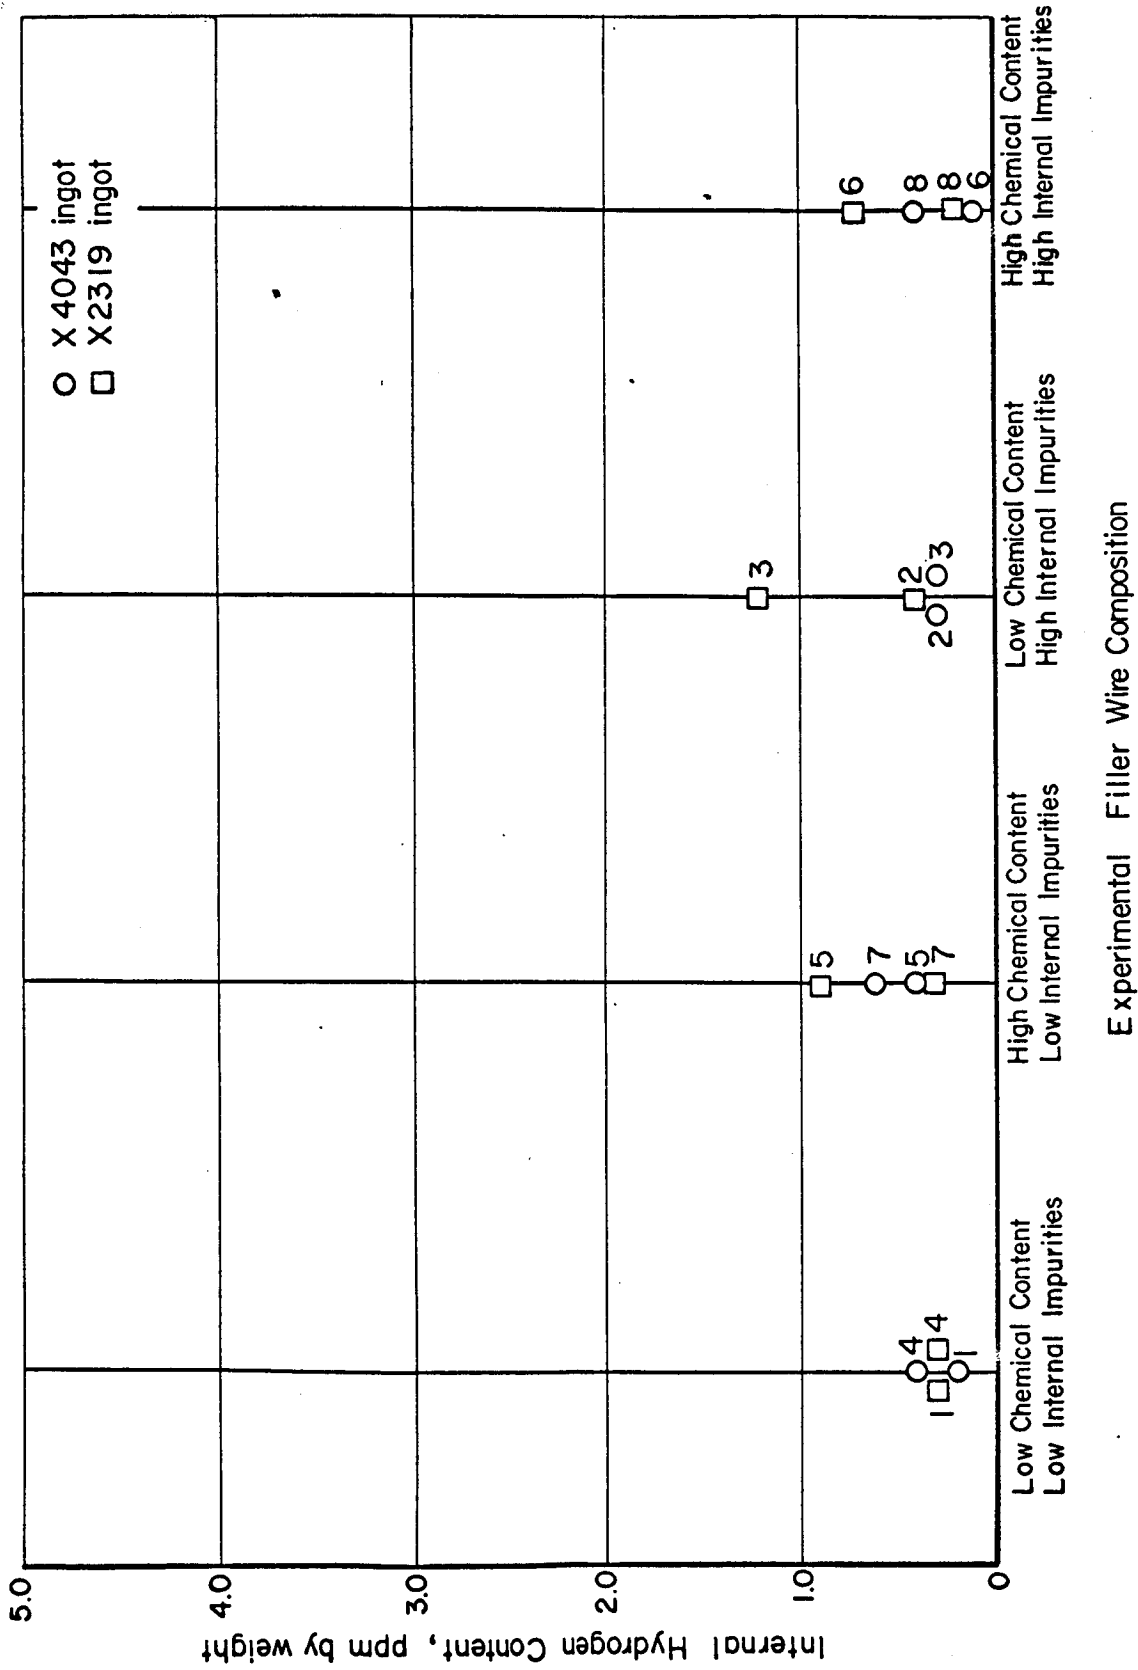 Internal Hydrogen Content, ppm by weight
5.0
4.0
3.0
2.0
1.0
0
O X4043 ingot
□ X2319 ingot
4
4
1
1
5
7
5
7
3
2
2
3
6
8
8
6
Low Chemical Content
Low Internal Impurities
High Chemical Content
Low Internal Impurities
Low Chemical Content
High Internal Impurities
High Chemical Content
High Internal Impurities
Experimental Filler Wire Composition